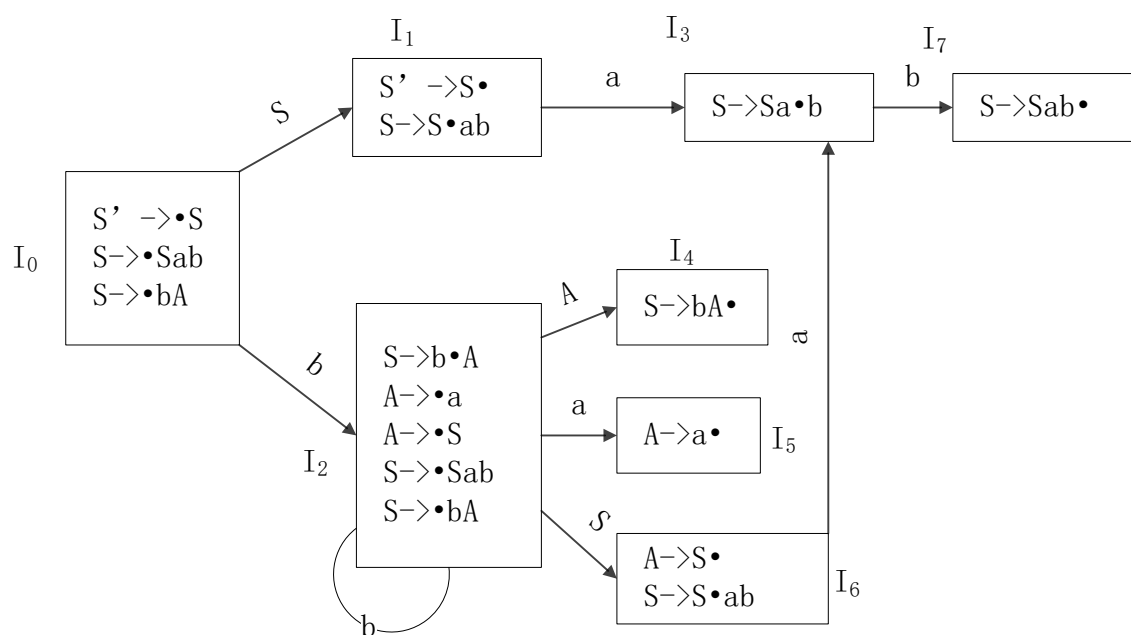 I₁
S' ->S•
S->S•ab
a
I₃
S->Sa•b
b
I₇
S->Sab•
S
I₀
S' ->•S
S->•Sab
S->•bA
b
I₂
S->b•A
A->•a
A->•S
S->•Sab
S->•bA
b
A
I₄
S->bA•
a
A->a•
I₅
S
A->S•
S->S•ab
I₆
a